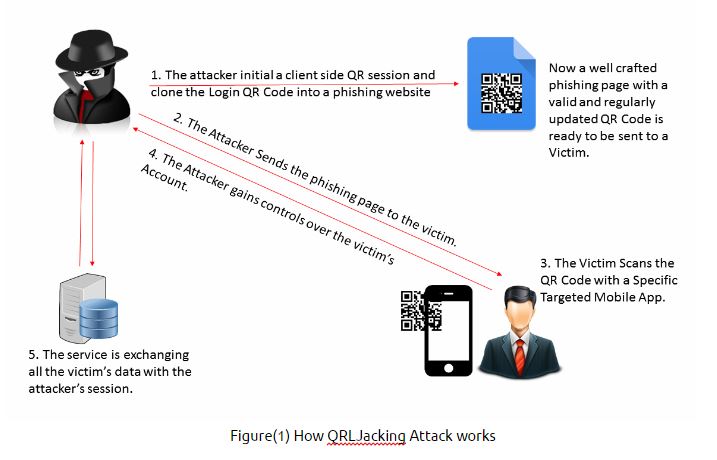 1. The attacker initial a client side QR session and
clone the Login QR Code into a phishing website
Now a well crafted
phishing page with a
valid and regularly
updated QR Code is
ready to be sent to a
Victim.
2. The Attacker Sends the phishing page to the victim.
4. The Attacker gains controls over the victim's
Account.
3. The Victim Scans the
QR Code with a Specific
Targeted Mobile App.
5. The service is exchanging
all the victim's data with the
attacker's session.
Figure(1) How QRLJacking Attack works